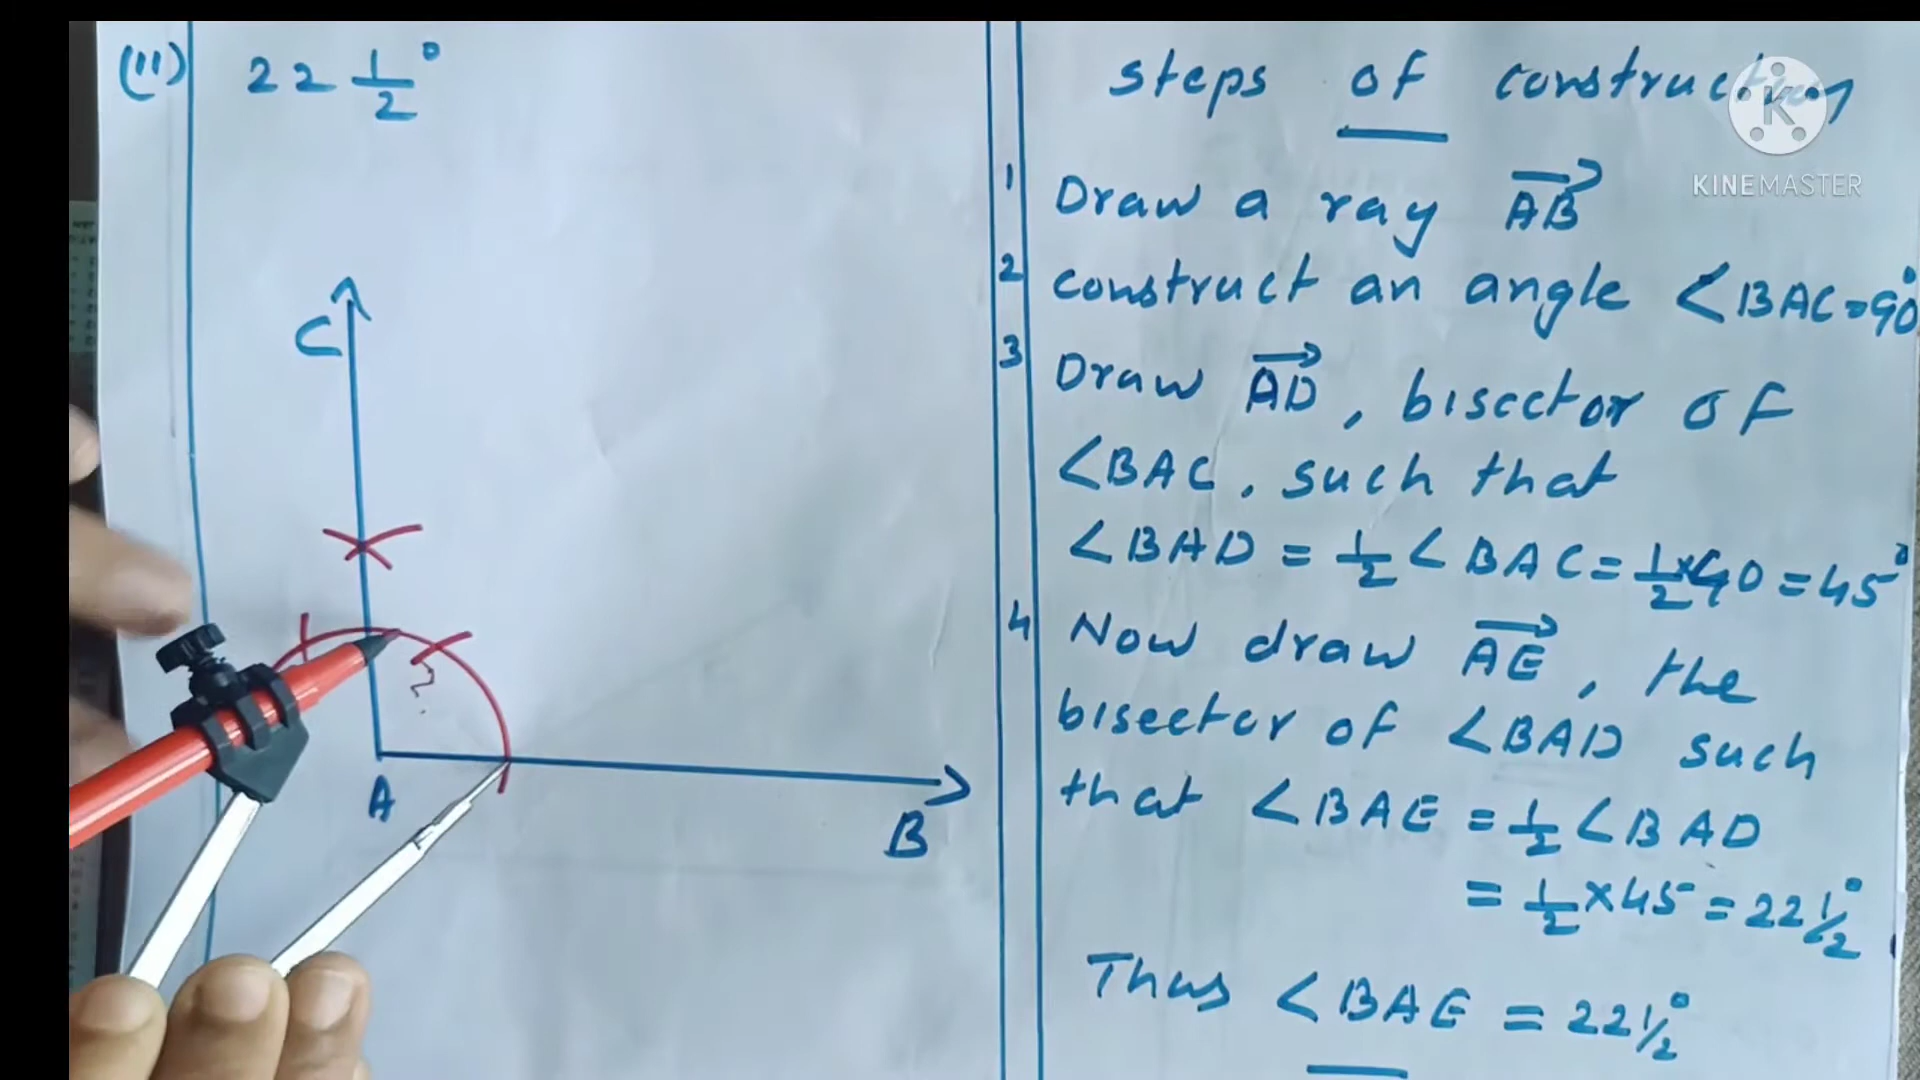 (11) 22 1/2°
C
A
B
steps of construction
KINEMASTER
1 Draw a ray AB
2 construct an angle ∠BAC=90°
3 Draw AD, bisector of
∠BAC, such that
∠BAD = 1/2 ∠BAC = 1/2×90 = 45°
4 Now draw AE, the
bisector of ∠BAD such
that ∠BAE = 1/2 ∠BAD
= 1/2 ×45 = 22 1/2°
Thus ∠BAE = 22 1/2°